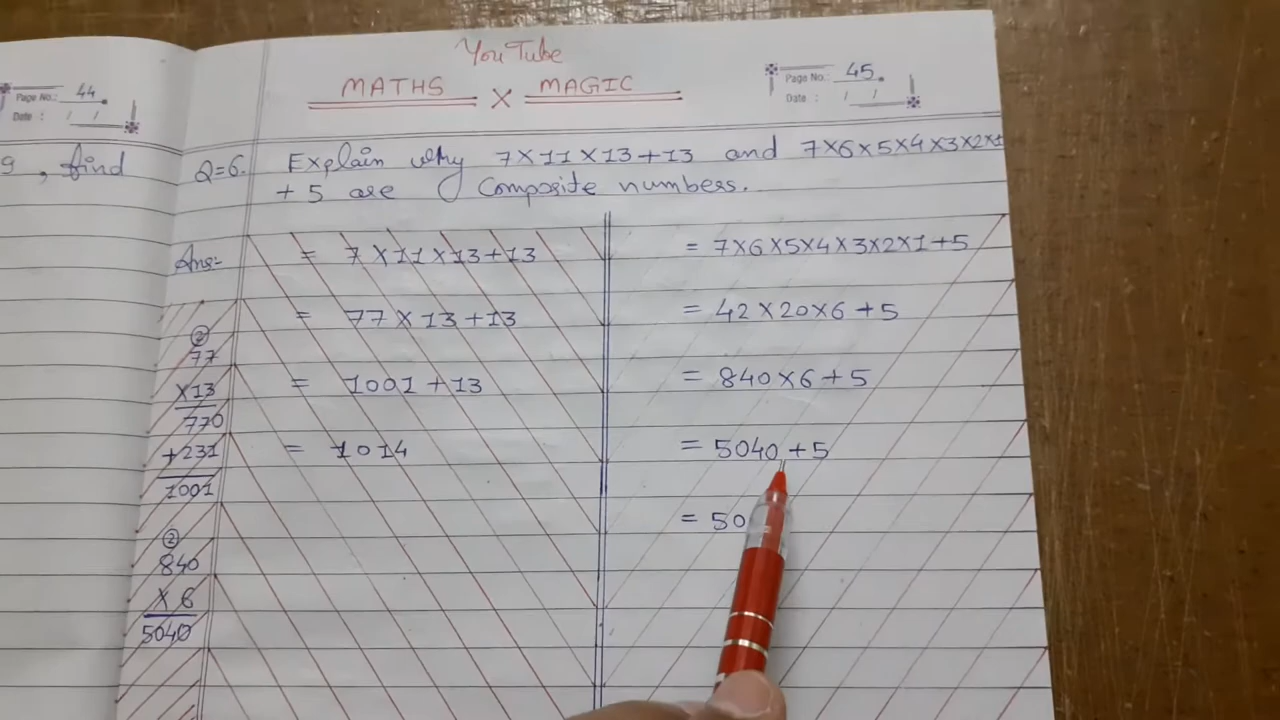 YouTube
MATHS X MAGIC
Page No.: 44
Date : / /
Page No.: 45
Date : / /
9, find
Q=6. Explain why 7×11×13+13 and 7×6×5×4×3×2×1
+5 are composite numbers.
Ans:-
= 7×11×13+13
= 77×13+13
= 1001+13
= 1014
= 7×6×5×4×3×2×1+5
= 42×20×6+5
= 840×6+5
= 5040+5
= 50
②
77
×13
770
+231
1001
②
840
× 6
5040